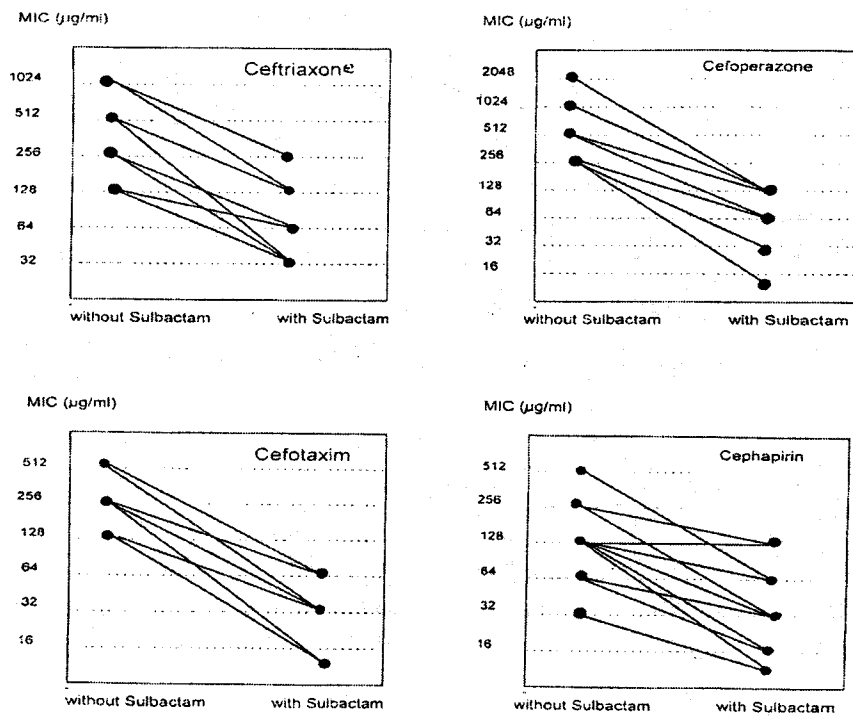 MIC (µg/ml)
Ceftriaxone
1024
512
256
128
64
32
without Sulbactam with Sulbactam
MIC (µg/ml)
Cefoperazone
2048
1024
512
256
128
64
32
16
without Sulbactam with Sulbactam
MIC (µg/ml)
Cefotaxim
512
256
128
64
32
16
without Sulbactam with Sulbactam
MIC (µg/ml)
Cephapirin
512
256
128
64
32
16
without Sulbactam with Sulbactam